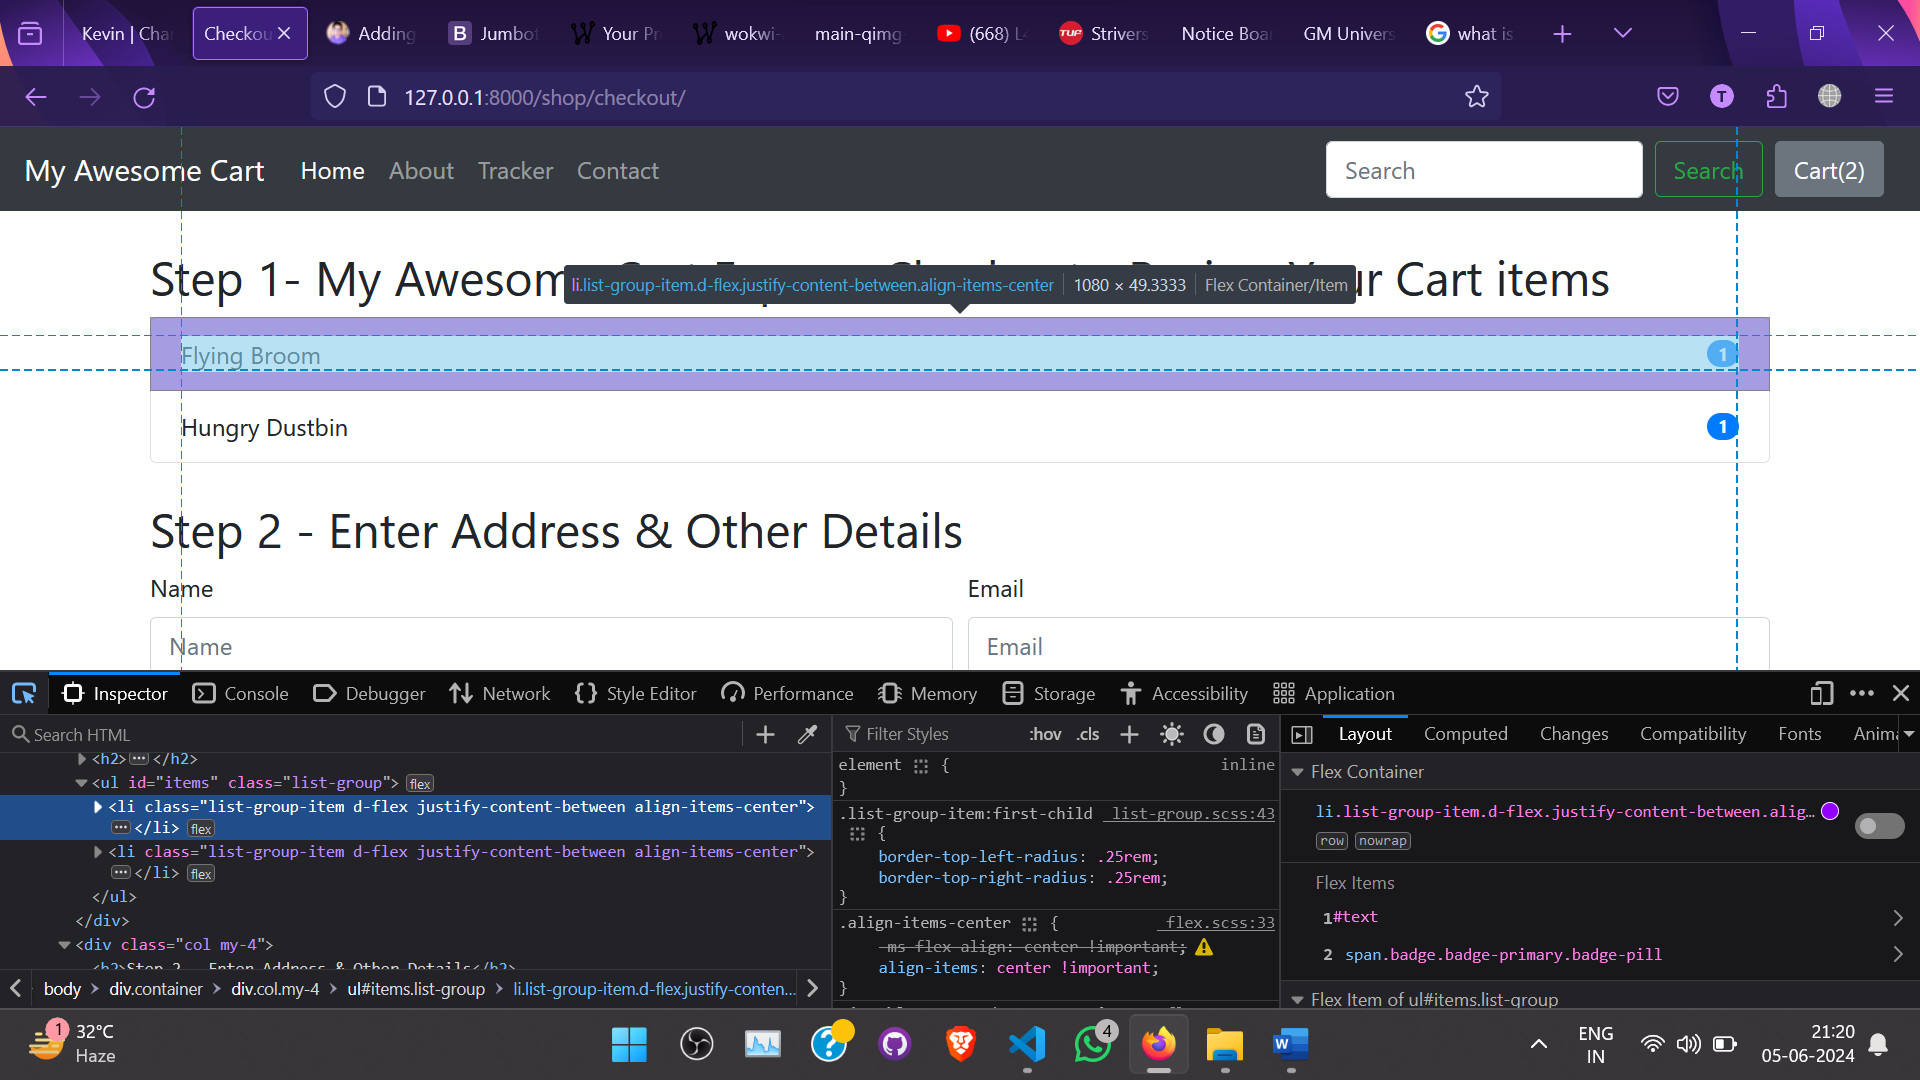 Kevin | Cha
Checkou
Adding
Jumbot
Your Pr
wokwi-
main-qimg
(668) L4
Strivers
Notice Boar
GM Univers
what is
127.0.0.1:8000/shop/checkout/
T
My Awesome Cart
Home
About
Tracker
Contact
Search
Search
Cart(2)
Step 1- My Awesom
r Cart items
li.list-group-item.d-flex.justify-content-between.align-items-center
1080 × 49.3333
Flex Container/Item
Flying Broom
1
Hungry Dustbin
1
Step 2 - Enter Address & Other Details
Name
Email
Name
Email
Inspector
Console
Debugger
Network
Style Editor
Performance
Memory
Storage
Accessibility
Application
Search HTML
<h2>
</h2>
<ul id="items" class="list-group">
flex
<li class="list-group-item d-flex justify-content-between align-items-center">
</li>
flex
<li class="list-group-item d-flex justify-content-between align-items-center">
</li>
flex
</ul>
</div>
<div class="col my-4">
<h2>Step 2 - Enter Address & Other Details</h2>
body
div.container
div.col.my-4
ul#items.list-group
li.list-group-item.d-flex.justify-conten...
Filter Styles
:hov
.cls
element {
inline
}
.list-group-item:first-child
list-group.scss:43
{
border-top-left-radius: .25rem;
border-top-right-radius: .25rem;
}
.align-items-center {
_flex.scss:33
-ms-flex-align: center !important;
align-items: center !important;
}
Layout
Computed
Changes
Compatibility
Fonts
Anima
Flex Container
li.list-group-item.d-flex.justify-content-between.alig...
row
nowrap
Flex Items
1#text
2 span.badge.badge-primary.badge-pill
Flex Item of ul#items.list-group
1
32°C
Haze
4
ENG
IN
21:20
05-06-2024